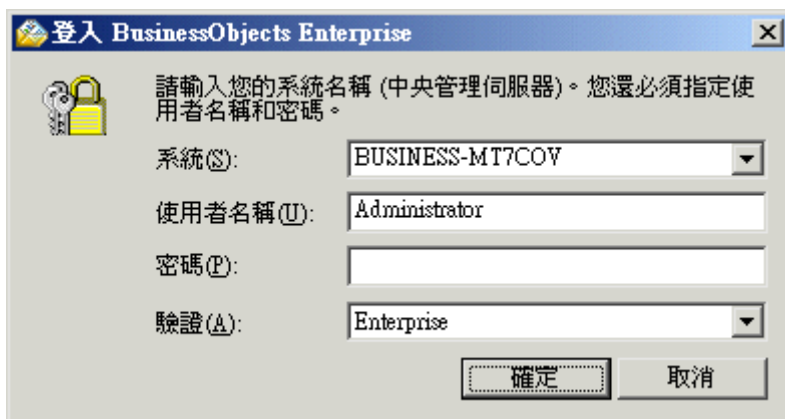 登入 BusinessObjects Enterprise
請輸入您的系統名稱 (中央管理伺服器)。您還必須指定使
用者名稱和密碼。
系統(S): BUSINESS-MT7COV
使用者名稱(U): Administrator
密碼(P):
驗證(A): Enterprise
確定 取消